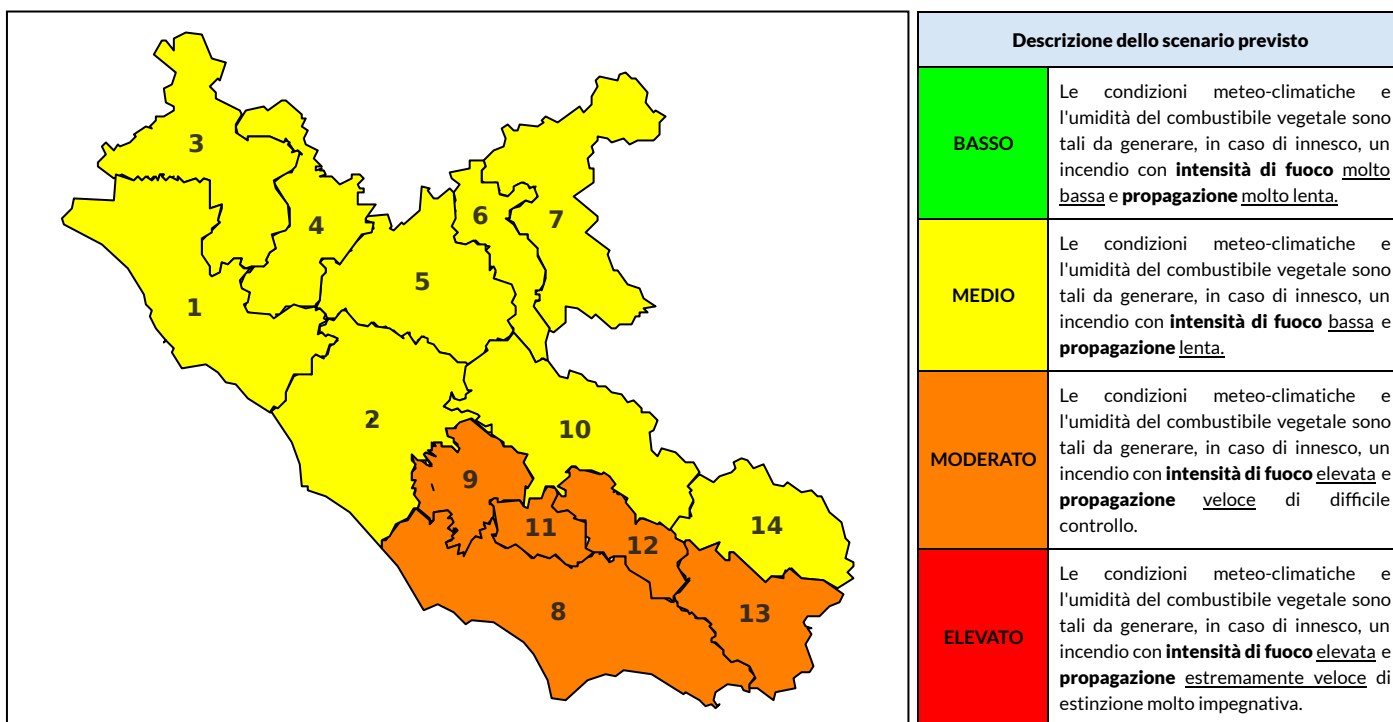 3
4
6
7
5
1
2
10
9
11
12
14
8
13
Descrizione dello scenario previsto
BASSO
Le condizioni meteo-climatiche e
l'umidità del combustibile vegetale sono
tali da generare, in caso di innesco, un
incendio con intensità di fuoco molto
bassa e propagazione molto lenta.
MEDIO
Le condizioni meteo-climatiche e
l'umidità del combustibile vegetale sono
tali da generare, in caso di innesco, un
incendio con intensità di fuoco bassa e
propagazione lenta.
MODERATO
Le condizioni meteo-climatiche e
l'umidità del combustibile vegetale sono
tali da generare, in caso di innesco, un
incendio con intensità di fuoco elevata e
propagazione veloce di difficile
controllo.
ELEVATO
Le condizioni meteo-climatiche e
l'umidità del combustibile vegetale sono
tali da generare, in caso di innesco, un
incendio con intensità di fuoco elevata e
propagazione estremamente veloce di
estinzione molto impegnativa.